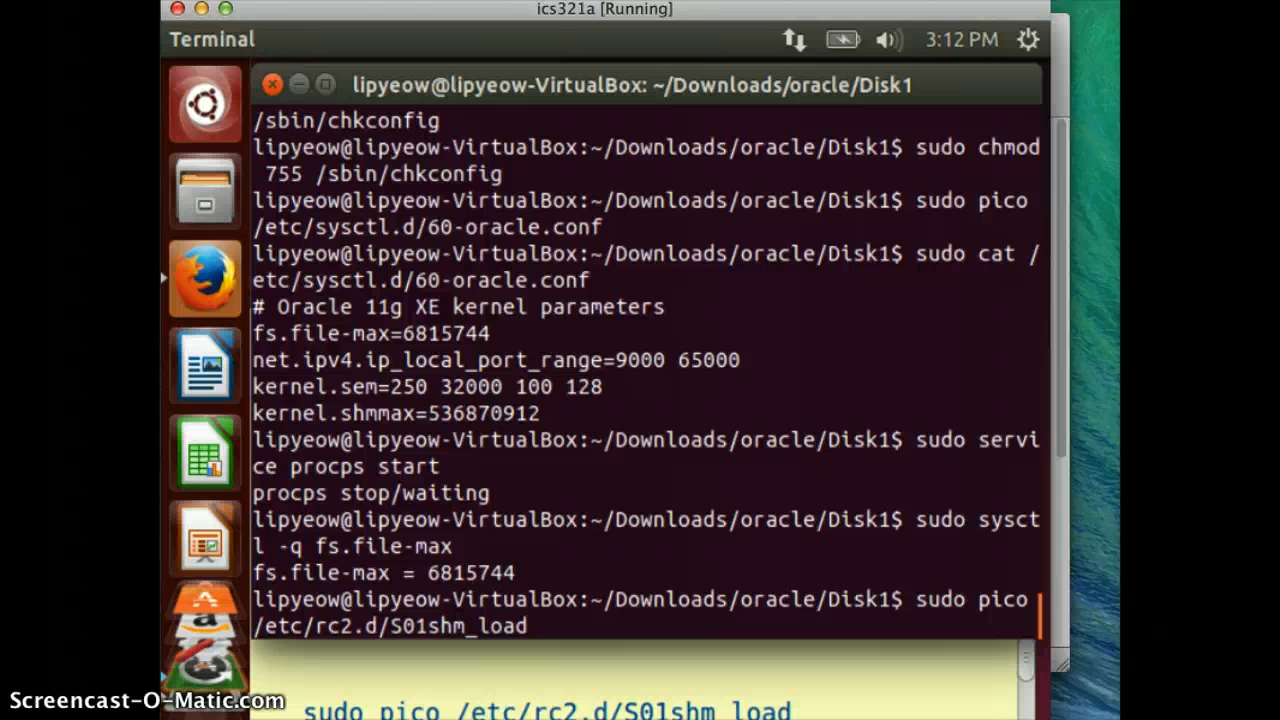 ics321a [Running]
Terminal
3:12 PM
lipyeow@lipyeow-VirtualBox: ~/Downloads/oracle/Disk1
/sbin/chkconfig
lipyeow@lipyeow-VirtualBox:~/Downloads/oracle/Disk1$ sudo chmod
 755 /sbin/chkconfig
lipyeow@lipyeow-VirtualBox:~/Downloads/oracle/Disk1$ sudo pico
/etc/sysctl.d/60-oracle.conf
lipyeow@lipyeow-VirtualBox:~/Downloads/oracle/Disk1$ sudo cat /
etc/sysctl.d/60-oracle.conf
# Oracle 11g XE kernel parameters
fs.file-max=6815744
net.ipv4.ip_local_port_range=9000 65000
kernel.sem=250 32000 100 128
kernel.shmmax=536870912
lipyeow@lipyeow-VirtualBox:~/Downloads/oracle/Disk1$ sudo servi
ce procps start
procps stop/waiting
lipyeow@lipyeow-VirtualBox:~/Downloads/oracle/Disk1$ sudo sysct
l -q fs.file-max
fs.file-max = 6815744
lipyeow@lipyeow-VirtualBox:~/Downloads/oracle/Disk1$ sudo pico
/etc/rc2.d/S01shm_load
sudo pico /etc/rc2.d/S01shm_load
Screencast-O-Matic.com